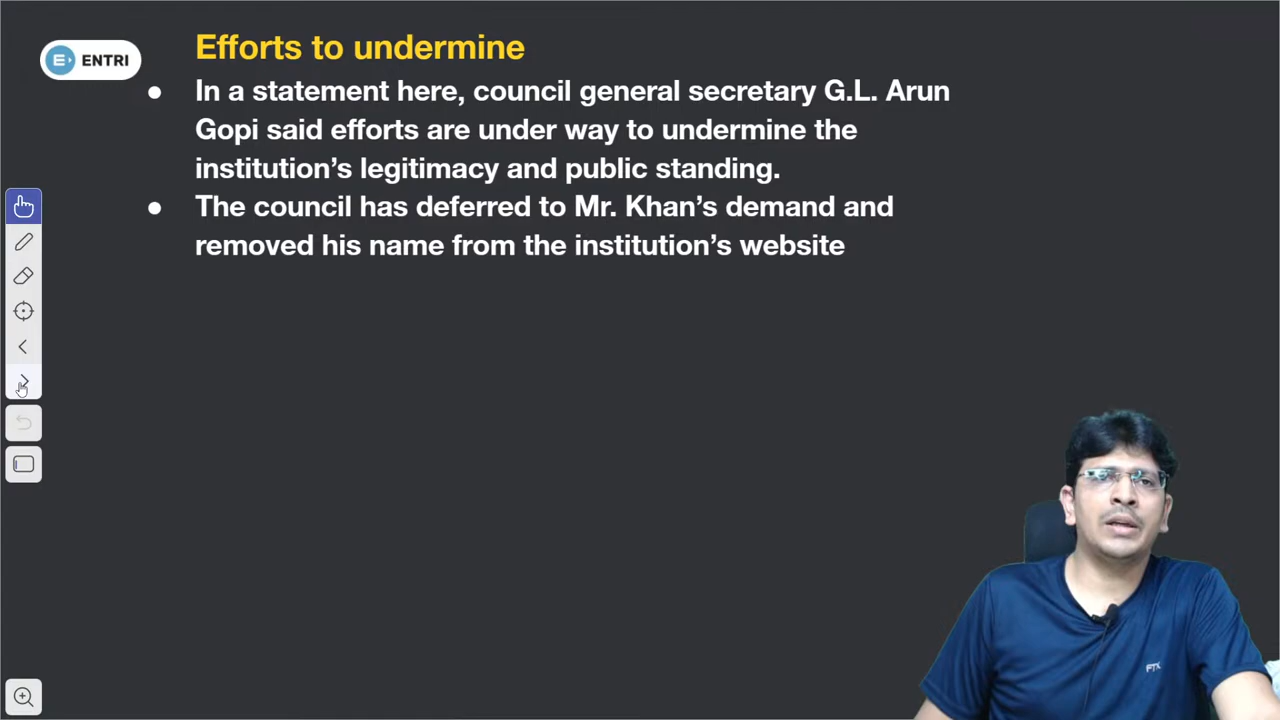 ENTRI
Efforts to undermine
● In a statement here, council general secretary G.L. Arun
Gopi said efforts are under way to undermine the
institution’s legitimacy and public standing.
● The council has deferred to Mr. Khan’s demand and
removed his name from the institution’s website
FTX